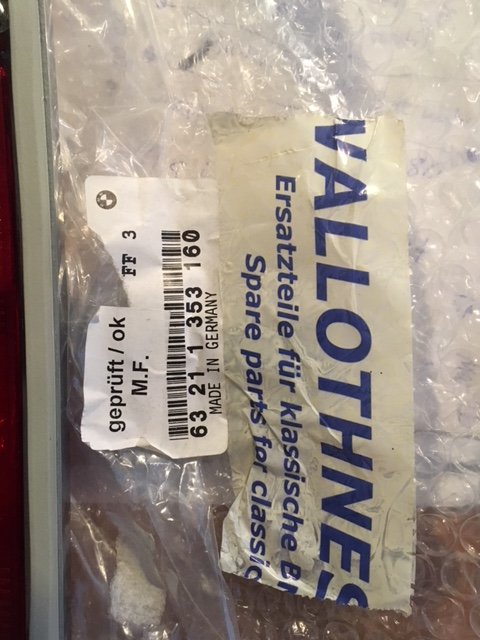 WALLOTHNES
Ersatzteile für klassische
Spare parts for classic
FF 3
63 21 1 353 160
MADE IN GERMANY
geprüft / ok
M.F.